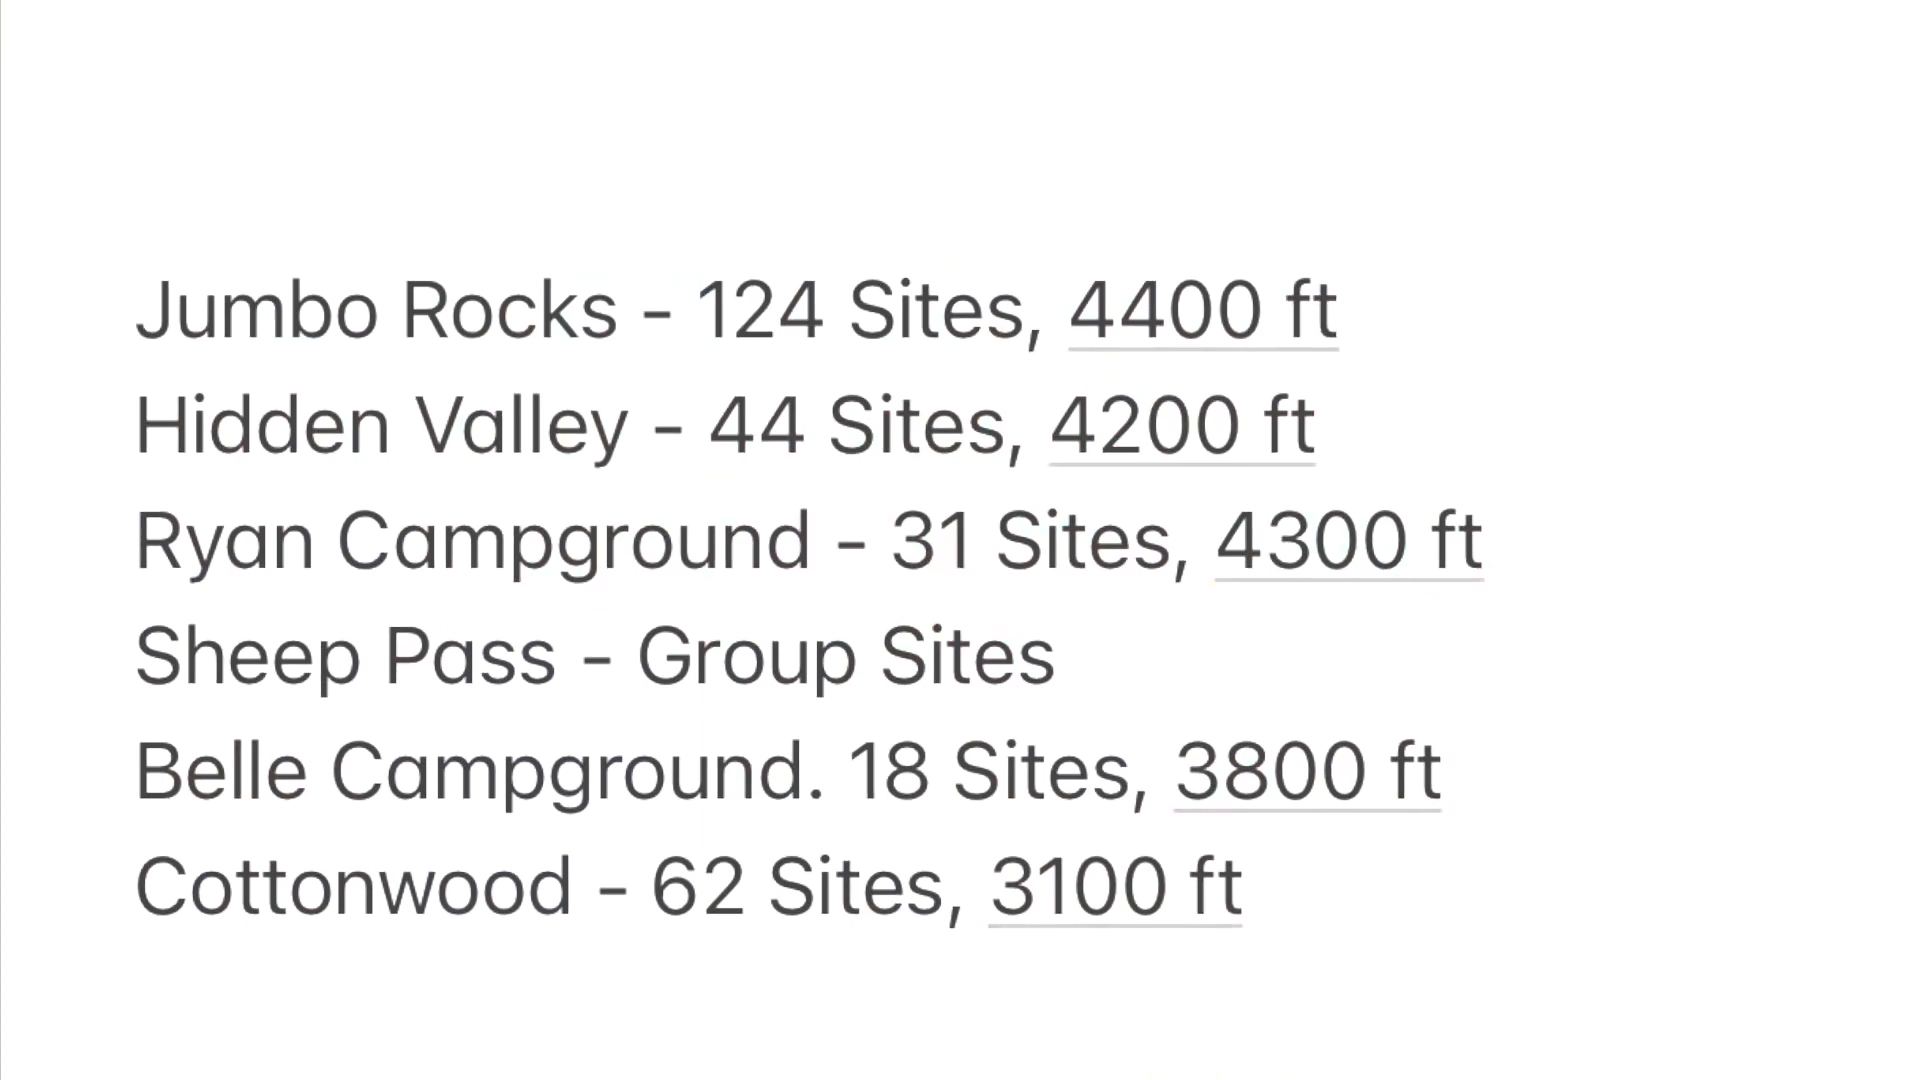 Jumbo Rocks - 124 Sites, 4400 ft
Hidden Valley - 44 Sites, 4200 ft
Ryan Campground - 31 Sites, 4300 ft
Sheep Pass - Group Sites
Belle Campground. 18 Sites, 3800 ft
Cottonwood - 62 Sites, 3100 ft